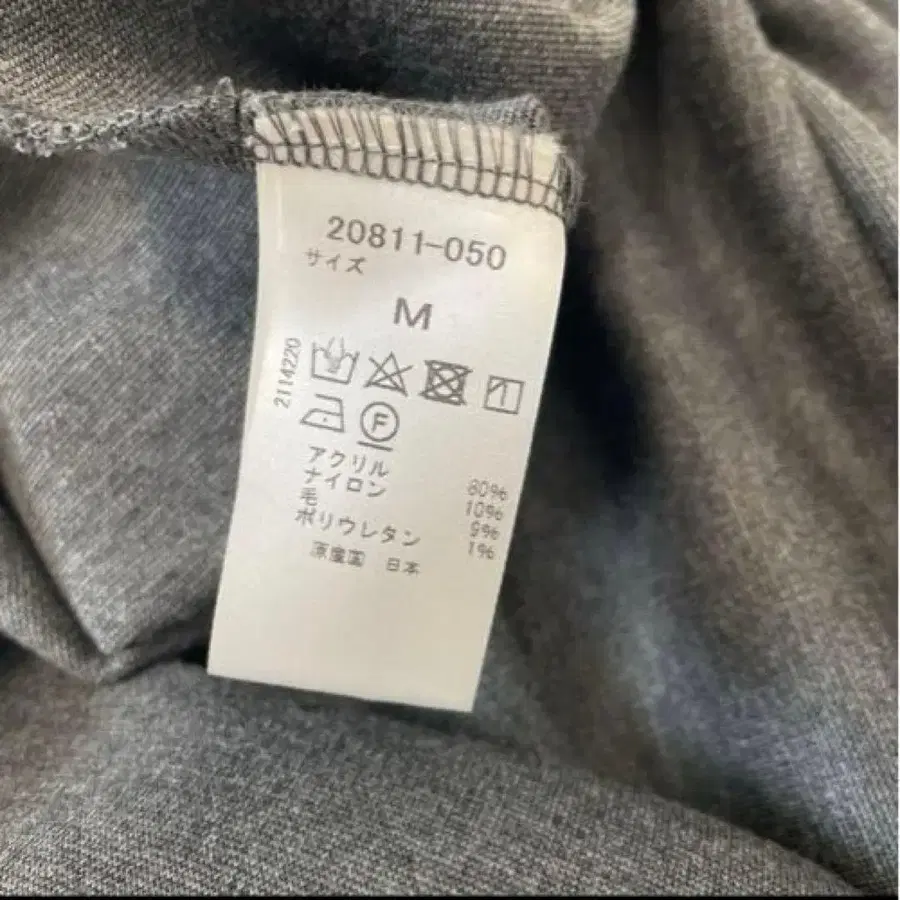 20811-050
サイズ
M
2114220
F
アクリル 80%
ナイロン 10%
毛 9%
ポリウレタン 1%
原産国 日本